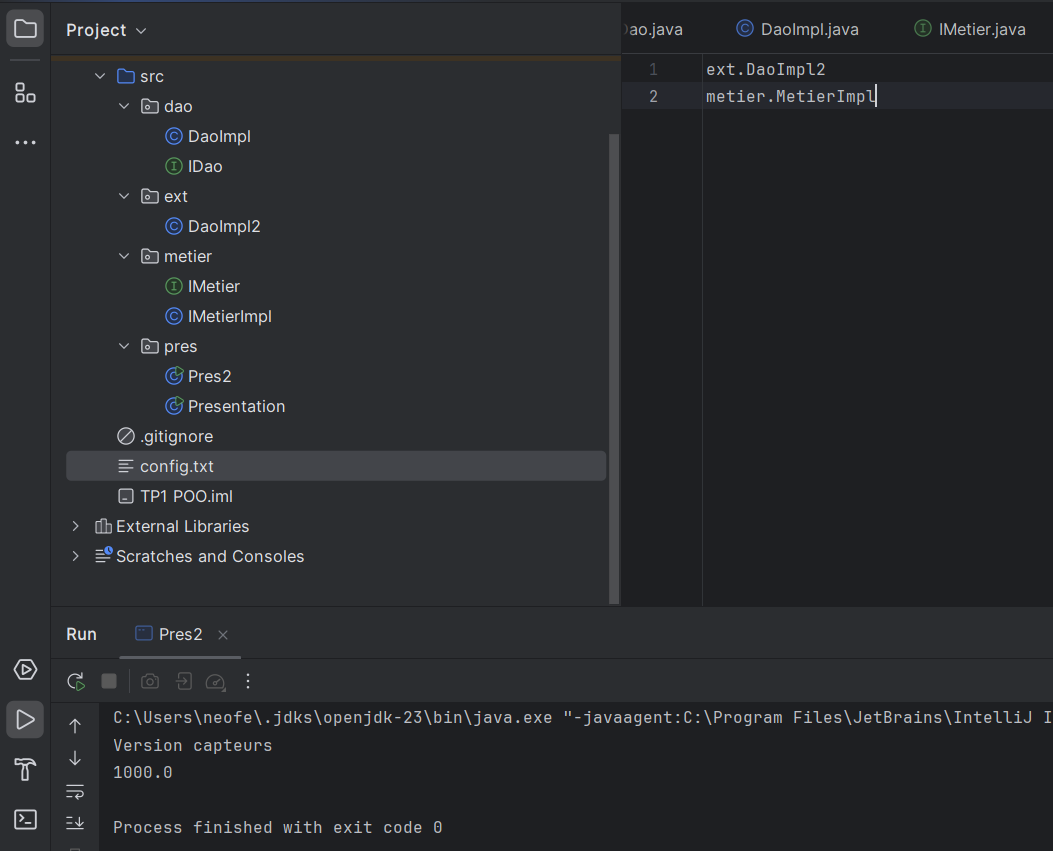 Project
src
dao
DaoImpl
IDao
ext
DaoImpl2
metier
IMetier
IMetierImpl
pres
Pres2
Presentation
.gitignore
config.txt
TP1 POO.iml
External Libraries
Scratches and Consoles
ao.java DaoImpl.java IMetier.java
1 ext.DaoImpl2
2 metier.MetierImpl
Run Pres2
C:\Users\neofe\.jdks\openjdk-23\bin\java.exe "-javaagent:C:\Program Files\JetBrains\IntelliJ I
Version capteurs
1000.0
Process finished with exit code 0